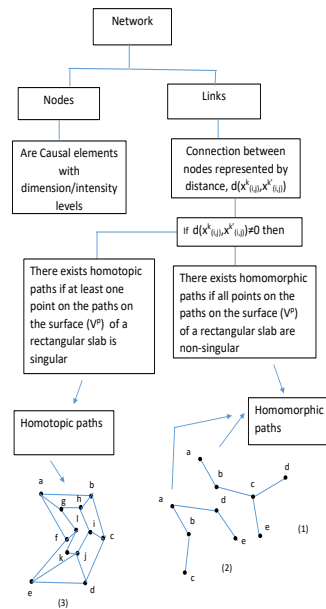 Network
Nodes
Links
Are Causal elements
with
dimension/intensity
levels
Connection between
nodes represented by
distance, d(xᵏ₍ᵢ,ⱼ₎,xᵏ'₍ᵢ,ⱼ₎)
If d(xᵏ₍ᵢ,ⱼ₎,xᵏ'₍ᵢ,ⱼ₎)≠0 then
There exists homotopic
paths if at least one
point on the paths on
the surface (Vᵖ) of a
rectangular slab is
singular
There exists homomorphic
paths if all points on the
paths on the surface (Vᵖ)
of a rectangular slab are
non-singular
Homotopic paths
Homomorphic
paths
a
b
g
h
l
i
f
c
k
j
e
d
(3)
a
b
c
d
e
(1)
a
b
d
e
c
(2)